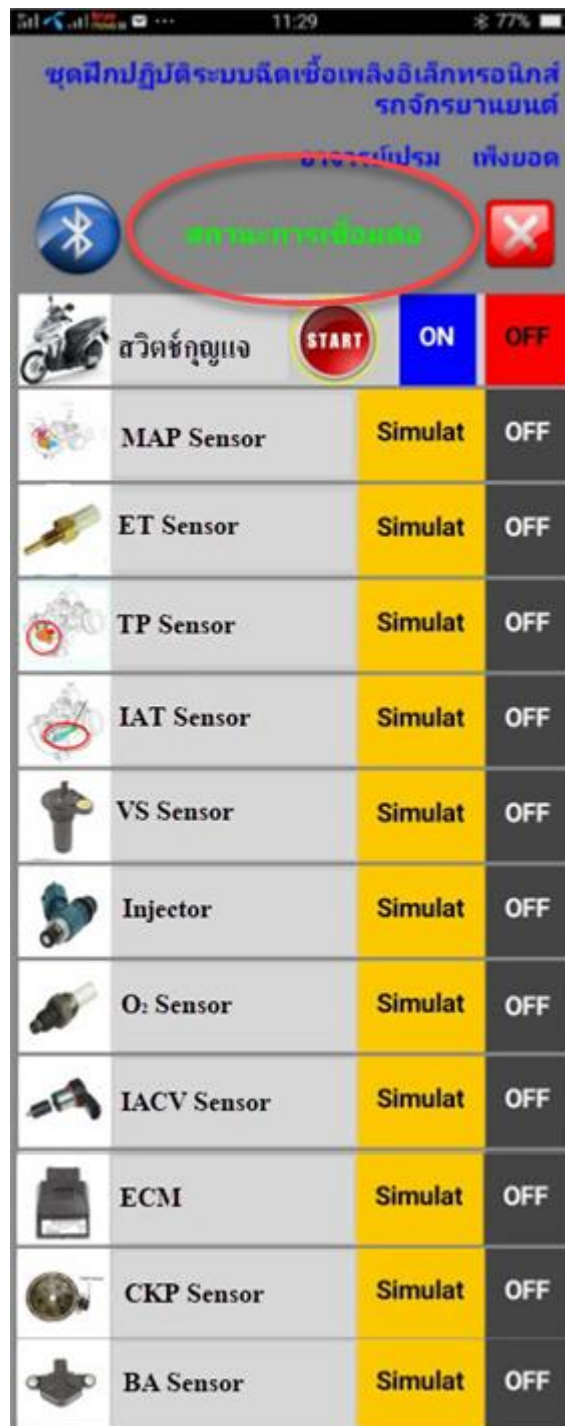 11:29
77%
ชุดฝึกปฏิบัติระบบฉีดเชื้อเพลิงอิเล็กทรอนิกส์
รถจักรยานยนต์
อาจารย์เปรม เพ็งยอด
สถานะการเชื่อมต่อ
สวิตช์กุญแจ START ON OFF
MAP Sensor Simulat OFF
ET Sensor Simulat OFF
TP Sensor Simulat OFF
IAT Sensor Simulat OFF
VS Sensor Simulat OFF
Injector Simulat OFF
O₂ Sensor Simulat OFF
IACV Sensor Simulat OFF
ECM Simulat OFF
CKP Sensor Simulat OFF
BA Sensor Simulat OFF